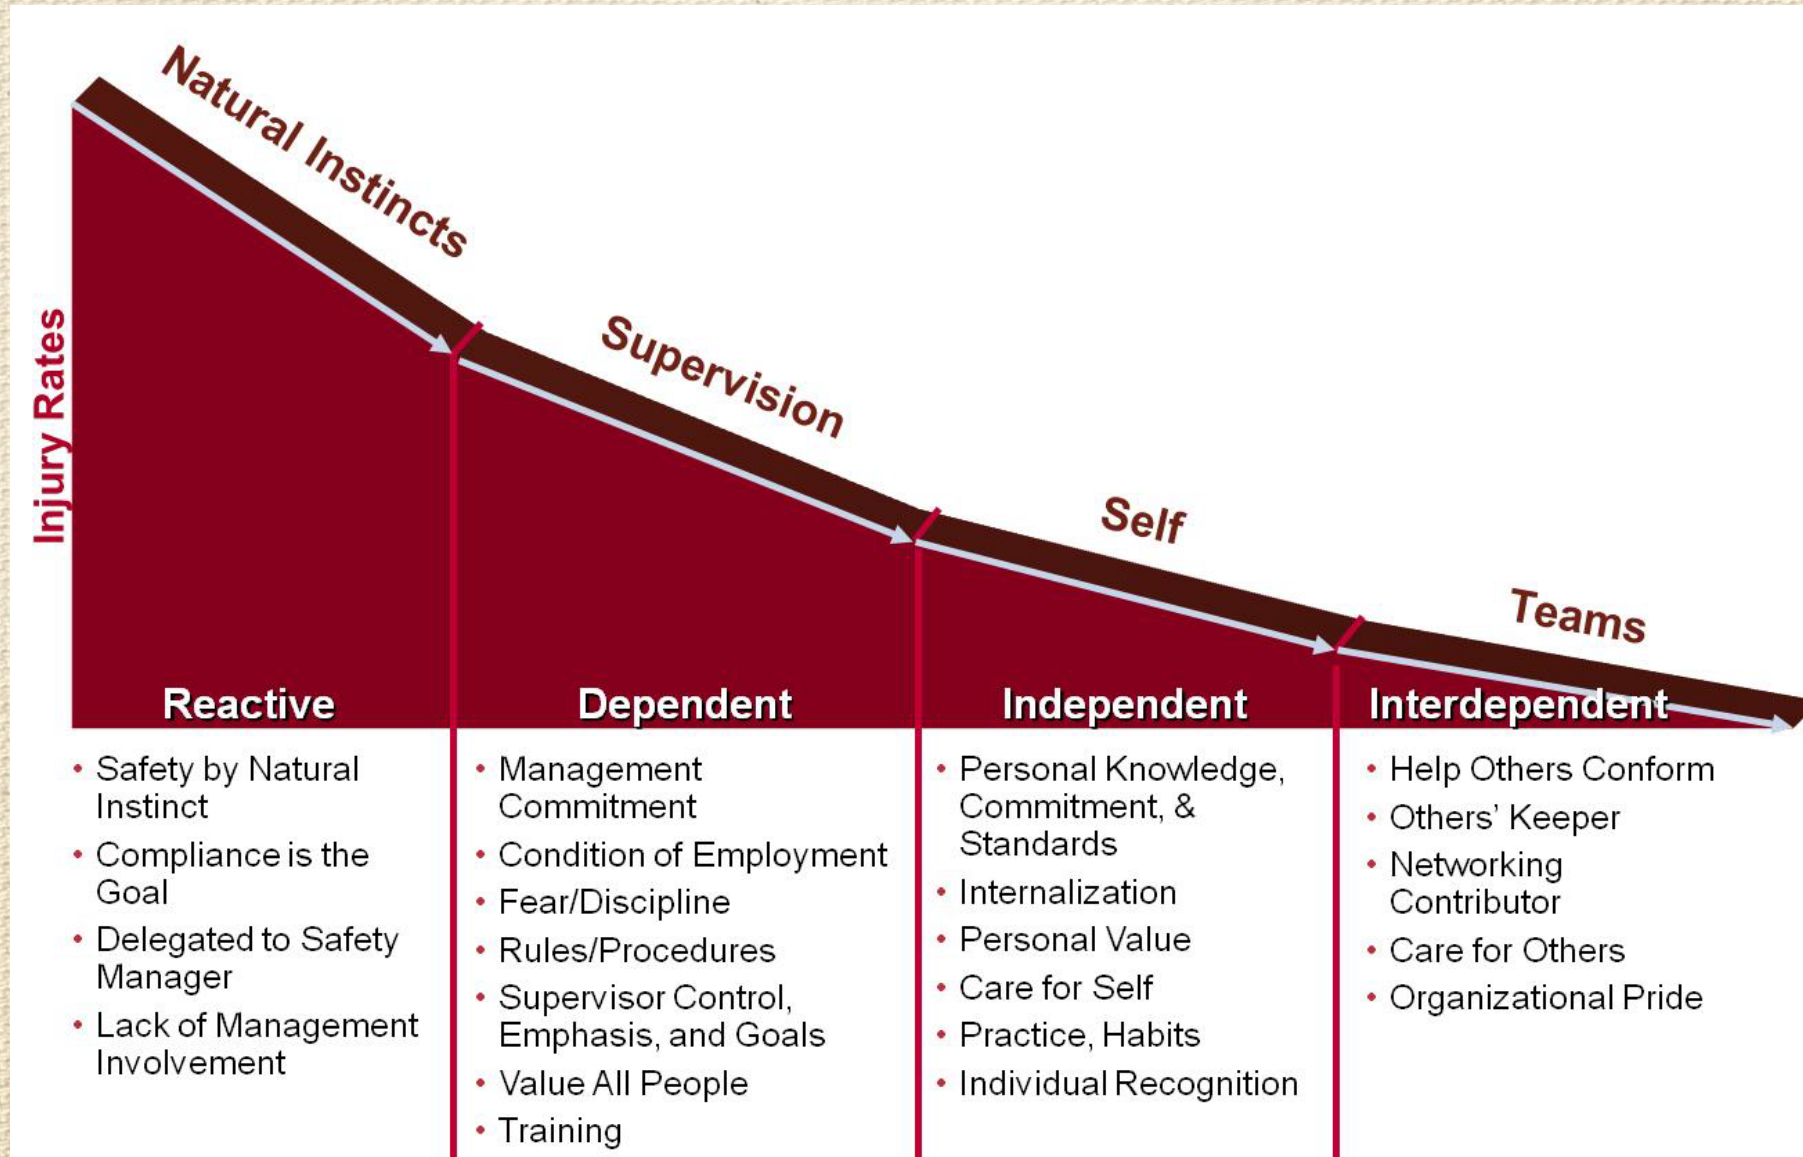 Natural Instincts
Supervision
Self
Teams
Injury Rates
Reactive
Dependent
Independent
Interdependent
• Safety by Natural
Instinct
• Compliance is the
Goal
• Delegated to Safety
Manager
• Lack of Management
Involvement
• Management
Commitment
• Condition of Employment
• Fear/Discipline
• Rules/Procedures
• Supervisor Control,
Emphasis, and Goals
• Value All People
• Training
• Personal Knowledge,
Commitment, &
Standards
• Internalization
• Personal Value
• Care for Self
• Practice, Habits
• Individual Recognition
• Help Others Conform
• Others’ Keeper
• Networking
Contributor
• Care for Others
• Organizational Pride